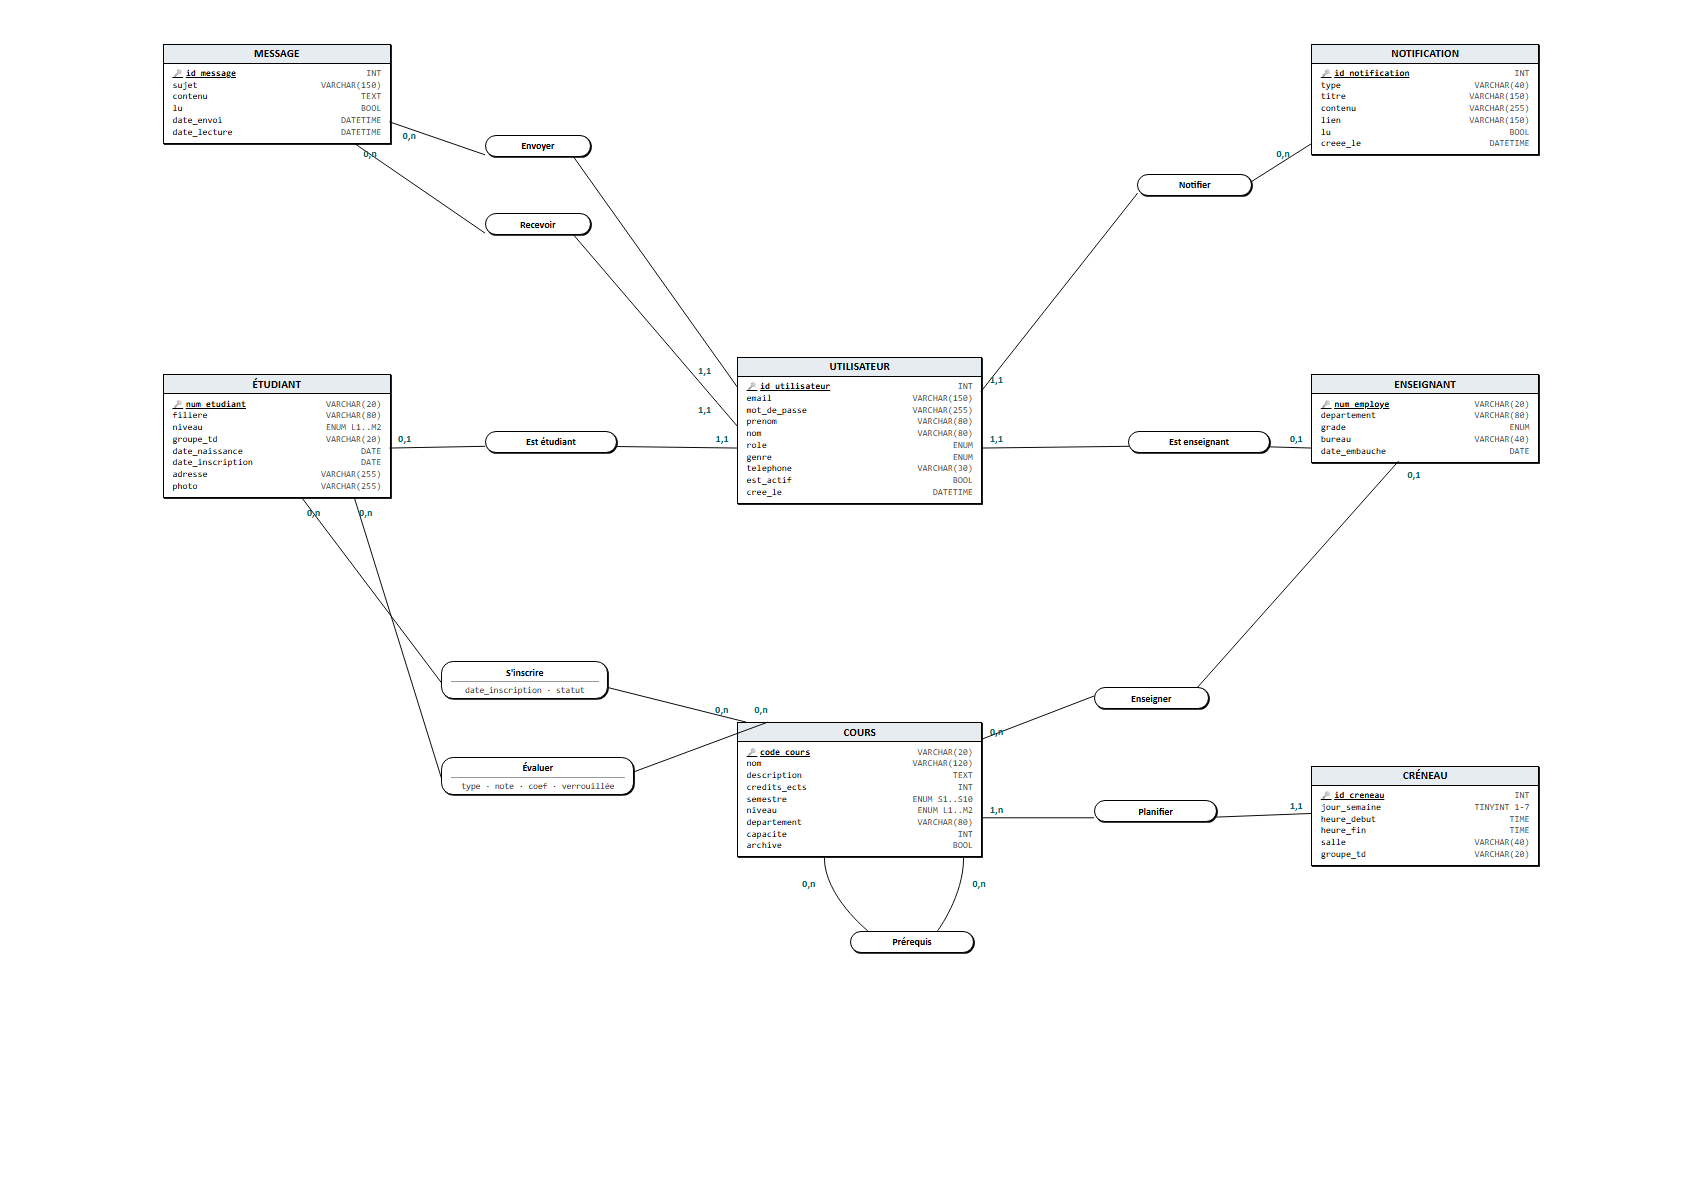 MESSAGE
id_message INT
sujet VARCHAR(150)
contenu TEXT
lu BOOL
date_envoi DATETIME
date_lecture DATETIME
0,n
0,n
Envoyer
Recevoir
NOTIFICATION
id_notification INT
type VARCHAR(40)
titre VARCHAR(150)
contenu VARCHAR(255)
lien VARCHAR(150)
lu BOOL
creee_le DATETIME
0,n
Notifier
1,1
1,1
1,1
UTILISATEUR
id_utilisateur INT
email VARCHAR(150)
mot_de_passe VARCHAR(255)
prenom VARCHAR(80)
nom VARCHAR(80)
role ENUM
genre ENUM
telephone VARCHAR(30)
est_actif BOOL
cree_le DATETIME
ÉTUDIANT
num_etudiant VARCHAR(20)
filiere VARCHAR(80)
niveau ENUM L1..M2
groupe_td VARCHAR(20)
date_naissance DATE
date_inscription DATE
adresse VARCHAR(255)
photo VARCHAR(255)
0,1
Est étudiant
1,1
1,1
Est enseignant
0,1
ENSEIGNANT
num_employe VARCHAR(20)
departement VARCHAR(80)
grade ENUM
bureau VARCHAR(40)
date_embauche DATE
0,1
0,n
0,n
S'inscrire
date_inscription · statut
0,n
0,n
Évaluer
type · note · coef · verrouillée
Enseigner
0,n
COURS
code_cours VARCHAR(20)
nom VARCHAR(120)
description TEXT
credits_ects INT
semestre ENUM S1..S10
niveau ENUM L1..M2
departement VARCHAR(80)
capacite INT
archive BOOL
1,n
Planifier
1,1
CRÉNEAU
id_creneau INT
jour_semaine TINYINT 1-7
heure_debut TIME
heure_fin TIME
salle VARCHAR(40)
groupe_td VARCHAR(20)
0,n
0,n
Prérequis